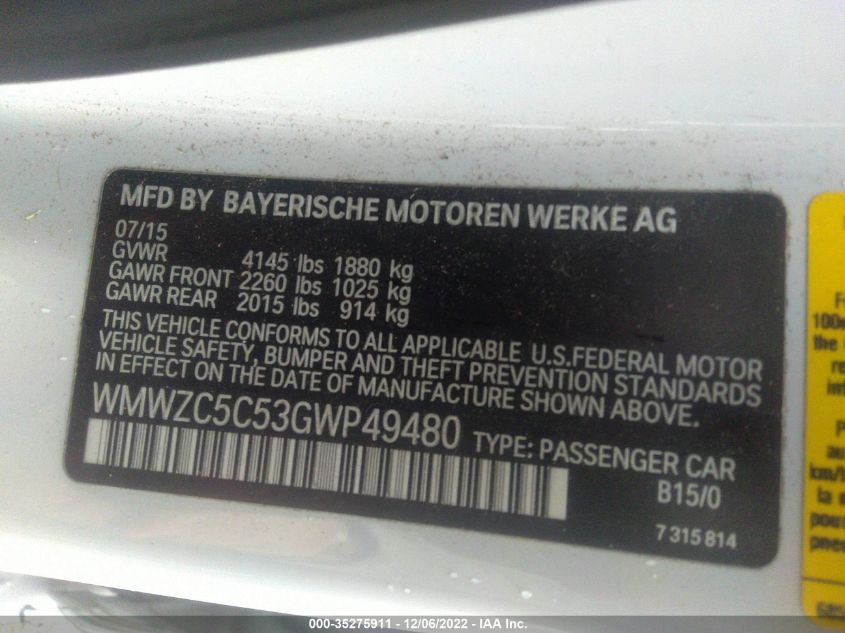 MFD BY BAYERISCHE MOTOREN WERKE AG
07/15
GVWR 4145 lbs 1880 kg
GAWR FRONT 2260 lbs 1025 kg
GAWR REAR 2015 lbs 914 kg
THIS VEHICLE CONFORMS TO ALL APPLICABLE U.S.FEDERAL MOTOR
VEHICLE SAFETY, BUMPER AND THEFT PREVENTION STANDARDS
IN EFFECT ON THE DATE OF MANUFACTURE SHOWN ABOVE.
WMWZC5C53GWP49480 TYPE: PASSENGER CAR
B15/0
7 315 814
100
the
la
000-35275911 - 12/06/2022 - IAA Inc.